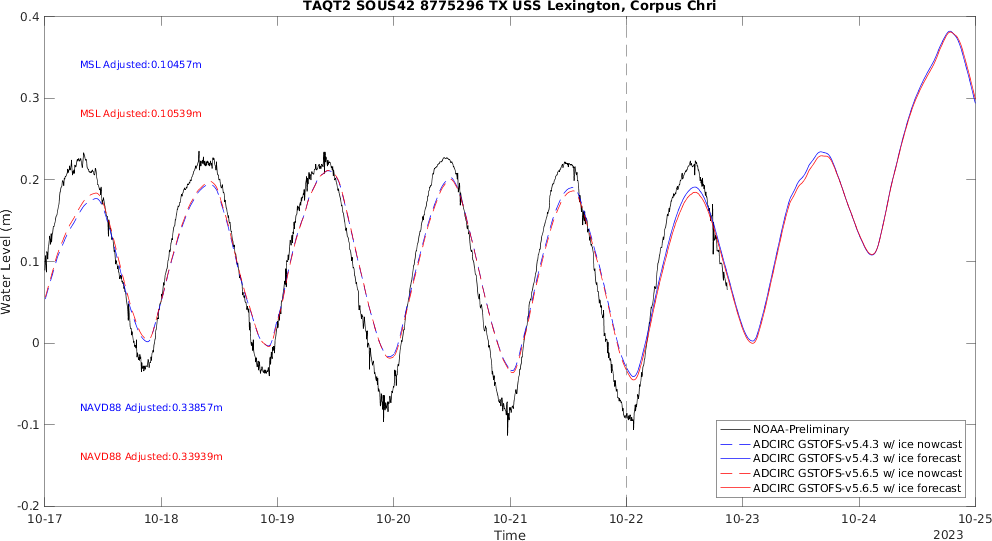 TAQT2 SOUS42 8775296 TX USS Lexington, Corpus Chri
0.4
0.3
0.2
0.1
0
-0.1
-0.2
Water Level (m)
MSL Adjusted:0.10457m
MSL Adjusted:0.10539m
NAVD88 Adjusted:0.33857m
NAVD88 Adjusted:0.33939m
NOAA-Preliminary
ADCIRC GSTOFS-v5.4.3 w/ ice nowcast
ADCIRC GSTOFS-v5.4.3 w/ ice forecast
ADCIRC GSTOFS-v5.6.5 w/ ice nowcast
ADCIRC GSTOFS-v5.6.5 w/ ice forecast
10-17 10-18 10-19 10-20 10-21 10-22 10-23 10-24 10-25
Time
2023